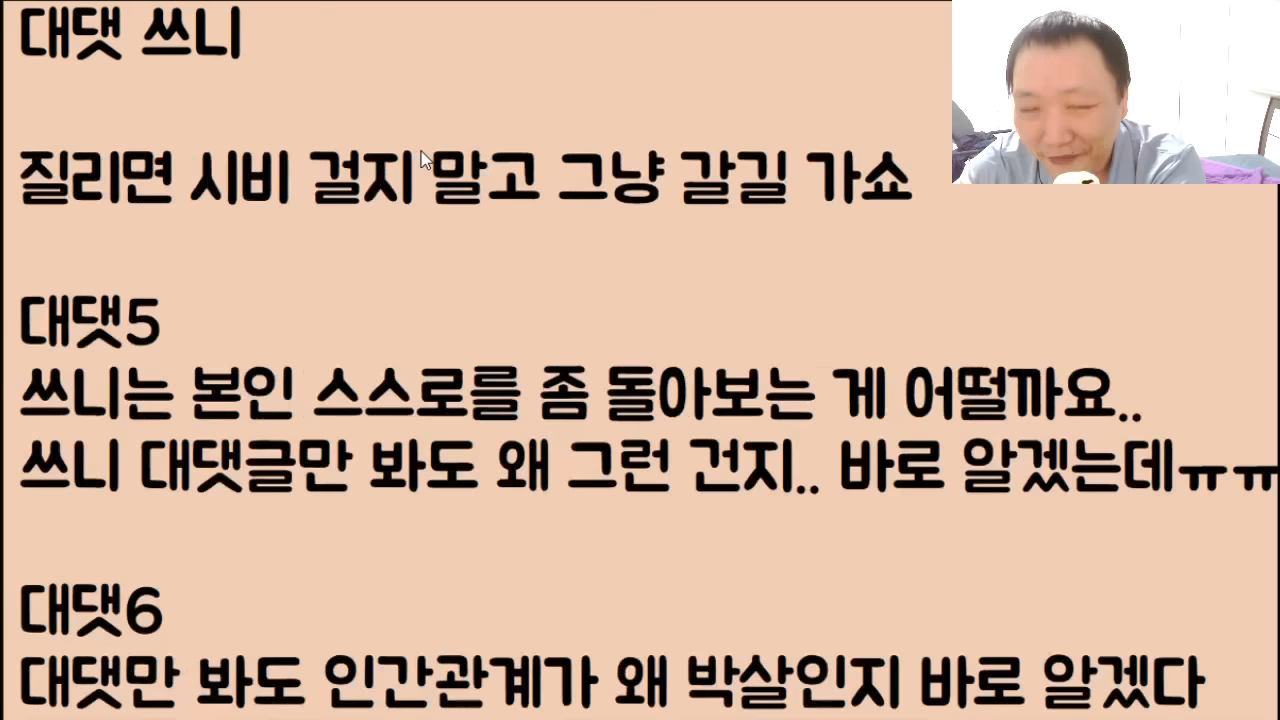 대댓 쓰니
질리면 시비 걸지 말고 그냥 갈길 가쇼
대댓5
쓰니는 본인 스스로를 좀 돌아보는 게 어떨까요..
쓰니 대댓글만 봐도 왜 그런 건지.. 바로 알겠는데ㅠㅠ
대댓6
대댓만 봐도 인간관계가 왜 박살인지 바로 알겠다